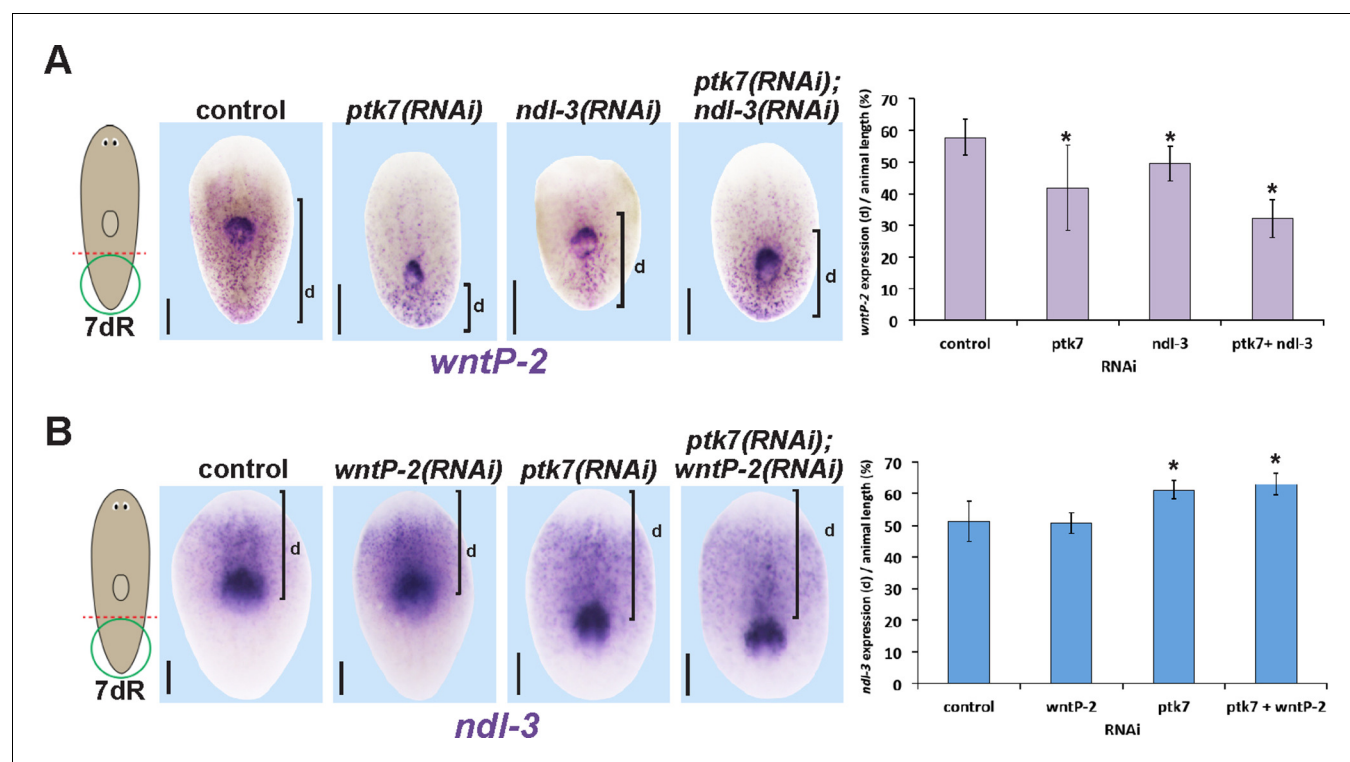 A
control
ptk7(RNAi)
ndl-3(RNAi)
ptk7(RNAi);
ndl-3(RNAi)
d
d
d
d
7dR
wntP-2
wntP-2 expression (d) / animal length (%)
70
60
50
40
30
20
10
0
*
*
*
control
ptk7
ndl-3
ptk7+ ndl-3
RNAi
B
control
wntP-2(RNAi)
ptk7(RNAi)
ptk7(RNAi);
wntP-2(RNAi)
d
d
d
d
7dR
ndl-3
ndl-3 expression (d) / animal length (%)
70
60
50
40
30
20
10
0
*
*
control
wntP-2
ptk7
ptk7 + wntP-2
RNAi